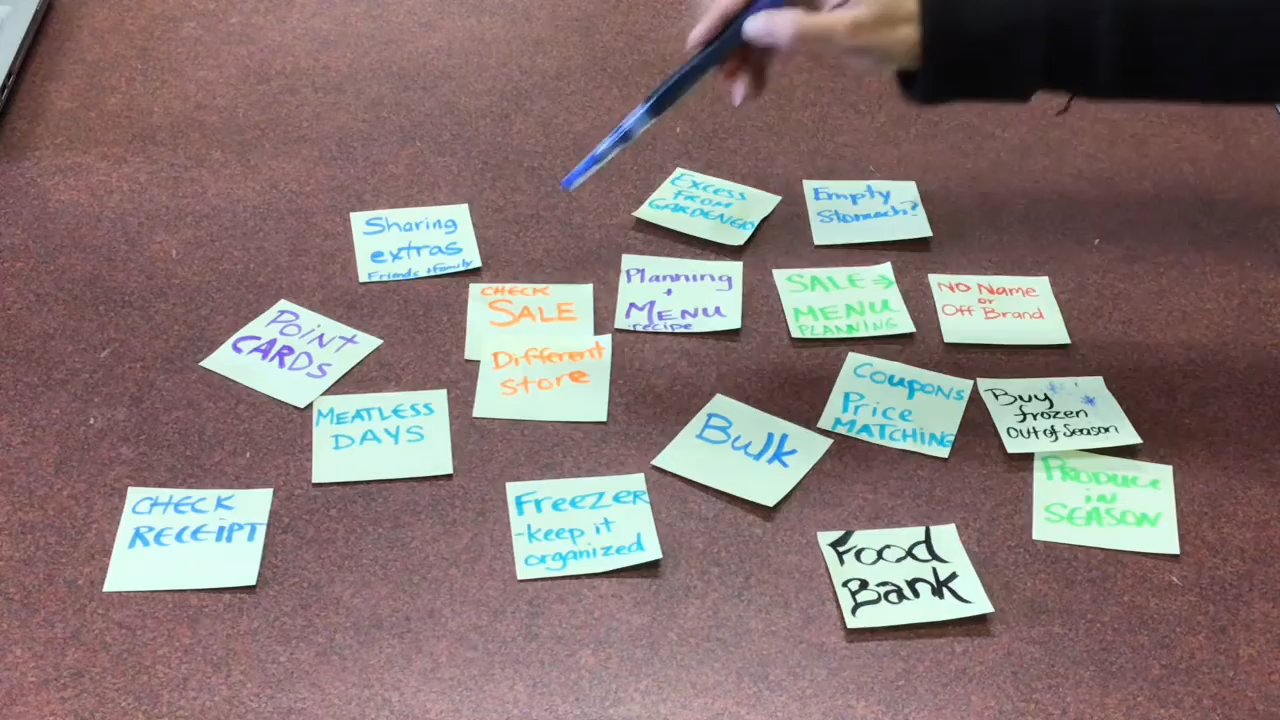 Excess
FROM
GARDENGO
Empty
Stomach?
Sharing
extras
Friends + family
Planning
+
MENU
recipe
SALE →
MENU
PLANNING
NO Name
or
Off Brand
CHECK
SALE
Different
Store
POINT
CARDS
MEATLESS
DAYS
Coupons
Price
MATCHING
Buy
frozen
Out of Season
Bulk
PRODUCE
in
SEASON
CHECK
RECEIPT
FREEZER
-keep it
organized
Food
Bank